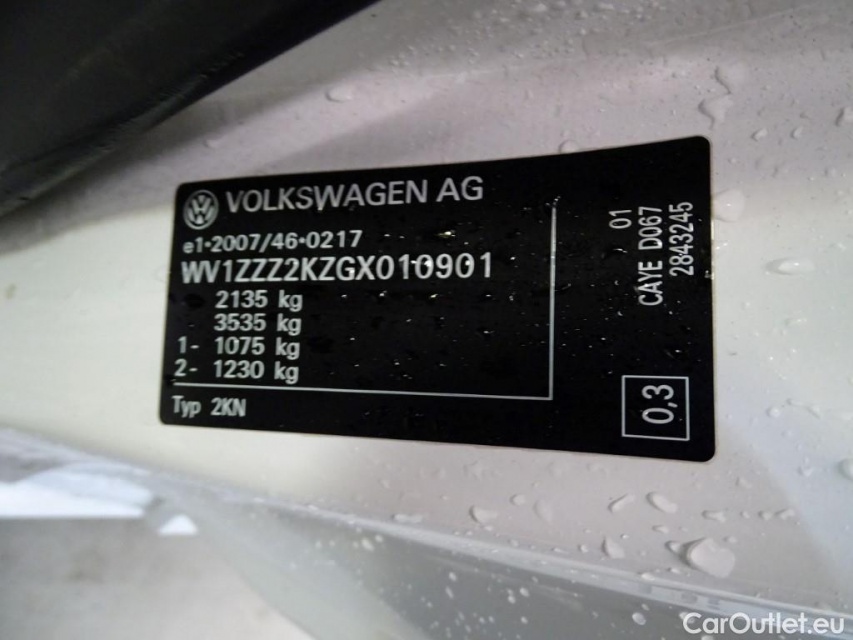 VOLKSWAGEN AG
e1•2007/46•0217
WV1ZZZ2KZGX010901
2135 kg
3535 kg
1- 1075 kg
2- 1230 kg
Typ 2KN
01
CAYE D067
2843245
0,3
CarOutlet.eu